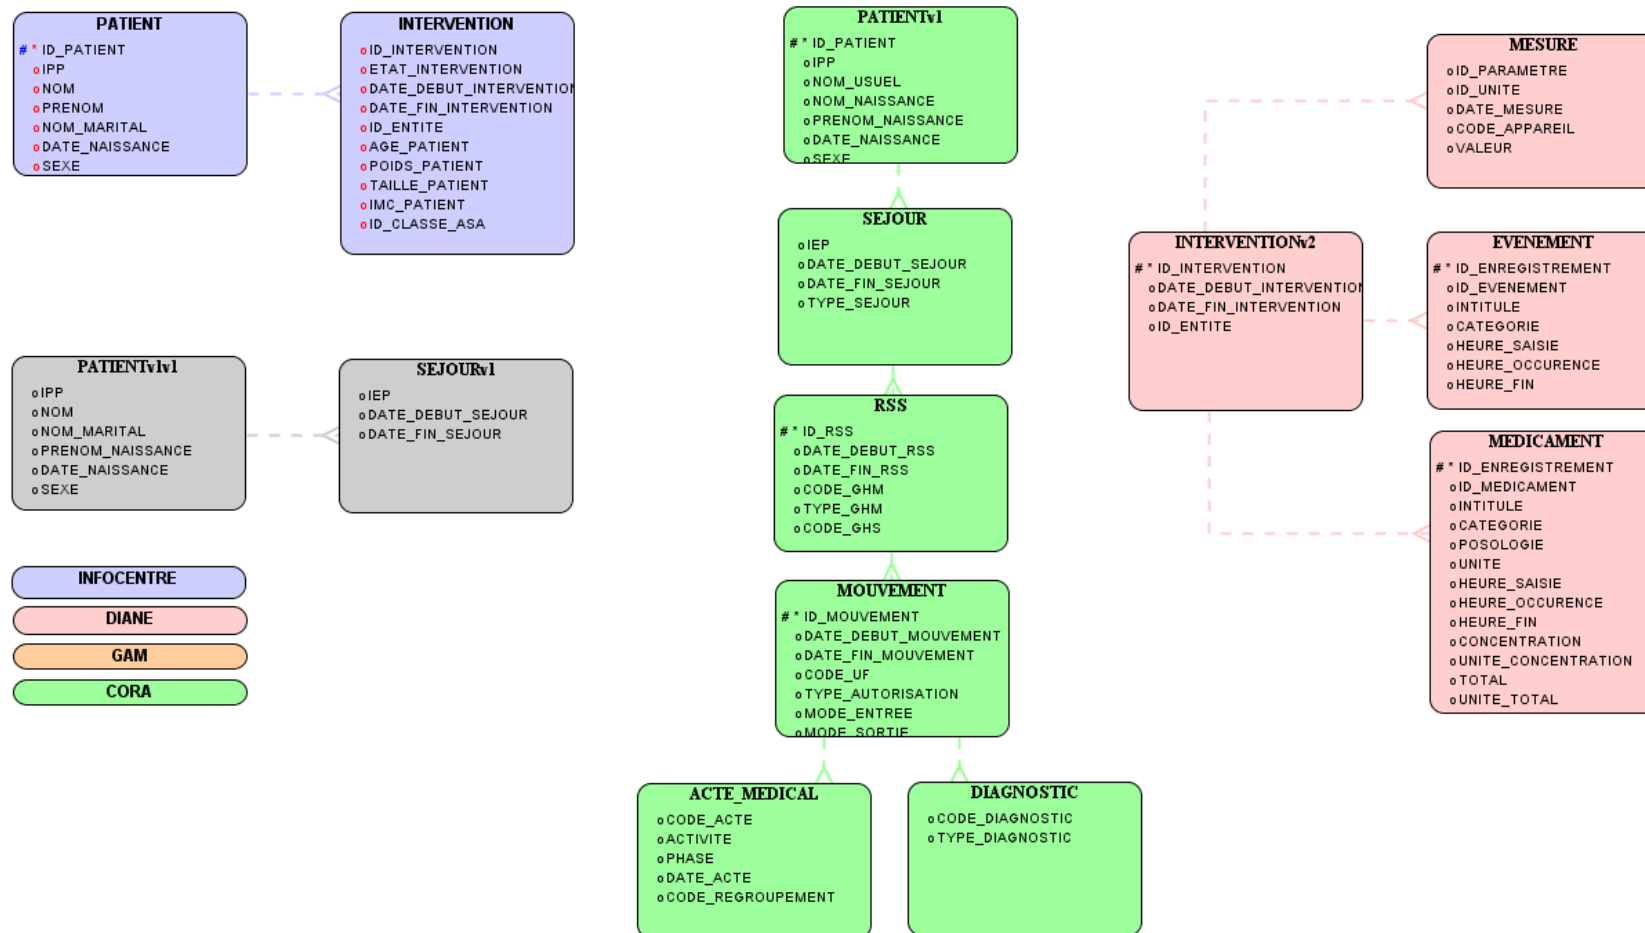 PATIENT
# * ID_PATIENT
o IPP
o NOM
o PRENOM
o NOM_MARITAL
o DATE_NAISSANCE
o SEXE
INTERVENTION
o ID_INTERVENTION
o ETAT_INTERVENTION
o DATE_DEBUT_INTERVENTION
o DATE_FIN_INTERVENTION
o ID_ENTITE
o AGE_PATIENT
o POIDS_PATIENT
o TAILLE_PATIENT
o IMC_PATIENT
o ID_CLASSE_ASA
PATIENTv1v1
o IPP
o NOM
o NOM_MARITAL
o PRENOM_NAISSANCE
o DATE_NAISSANCE
o SEXE
SEJOURv1
o IEP
o DATE_DEBUT_SEJOUR
o DATE_FIN_SEJOUR
INFOCENTRE
DIANE
GAM
CORA
PATIENTv1
# * ID_PATIENT
o IPP
o NOM_USUEL
o NOM_NAISSANCE
o PRENOM_NAISSANCE
o DATE_NAISSANCE
o SEXE
SEJOUR
o IEP
o DATE_DEBUT_SEJOUR
o DATE_FIN_SEJOUR
o TYPE_SEJOUR
RSS
# * ID_RSS
o DATE_DEBUT_RSS
o DATE_FIN_RSS
o CODE_GHM
o TYPE_GHM
o CODE_GHS
MOUVEMENT
# * ID_MOUVEMENT
o DATE_DEBUT_MOUVEMENT
o DATE_FIN_MOUVEMENT
o CODE_UF
o TYPE_AUTORISATION
o MODE_ENTREE
o MODE_SORTIE
ACTE_MEDICAL
o CODE_ACTE
o ACTIVITE
o PHASE
o DATE_ACTE
o CODE_REGROUPEMENT
DIAGNOSTIC
o CODE_DIAGNOSTIC
o TYPE_DIAGNOSTIC
INTERVENTIONv2
# * ID_INTERVENTION
o DATE_DEBUT_INTERVENTION
o DATE_FIN_INTERVENTION
o ID_ENTITE
MESURE
o ID_PARAMETRE
o ID_UNITE
o DATE_MESURE
o CODE_APPAREIL
o VALEUR
EVENEMENT
# * ID_ENREGISTREMENT
o ID_EVENEMENT
o INTITULE
o CATEGORIE
o HEURE_SAISIE
o HEURE_OCCURENCE
o HEURE_FIN
MEDICAMENT
# * ID_ENREGISTREMENT
o ID_MEDICAMENT
o INTITULE
o CATEGORIE
o POSOLOGIE
o UNITE
o HEURE_SAISIE
o HEURE_OCCURENCE
o HEURE_FIN
o CONCENTRATION
o UNITE_CONCENTRATION
o TOTAL
o UNITE_TOTAL